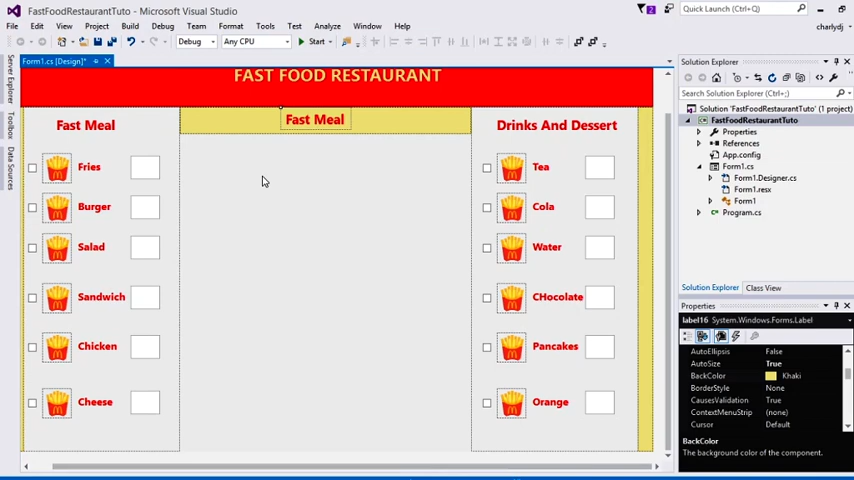 FastFoodRestaurantTuto - Microsoft Visual Studio
2
Quick Launch (Ctrl+Q)
File Edit View Project Build Debug Team Format Tools Test Analyze Window Help
charlydj
Debug Any CPU Start
Form1.cs [Design]*
Server Explorer
Toolbox
Data Sources
FAST FOOD RESTAURANT
Fast Meal
Fries
Burger
Salad
Sandwich
Chicken
Cheese
Fast Meal
Drinks And Dessert
Tea
Cola
Water
CHocolate
Pancakes
Orange
Solution Explorer
Search Solution Explorer (Ctrl+;)
Solution 'FastFoodRestaurantTuto' (1 project)
FastFoodRestaurantTuto
Properties
References
App.config
Form1.cs
Form1.Designer.cs
Form1.resx
Form1
Program.cs
Solution Explorer Class View
Properties
label16 System.Windows.Forms.Label
AutoEllipsis False
AutoSize True
BackColor Khaki
BorderStyle None
CausesValidation True
ContextMenuStrip (none)
Cursor Default
BackColor
The background color of the component.